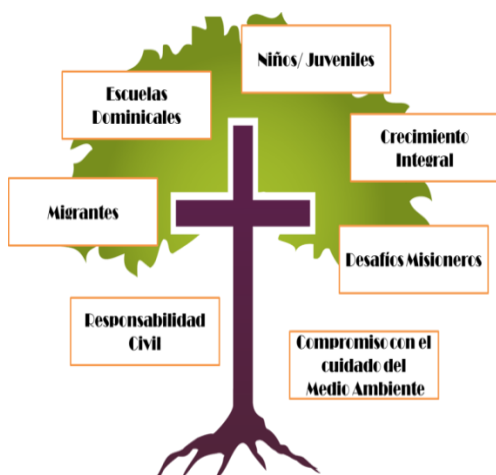 Niños/ Juveniles
Escuelas
Dominicales
Crecimiento
Integral
Migrantes
Desafíos Misioneros
Responsabilidad
Civil
Compromiso con el
cuidado del
Medio Ambiente